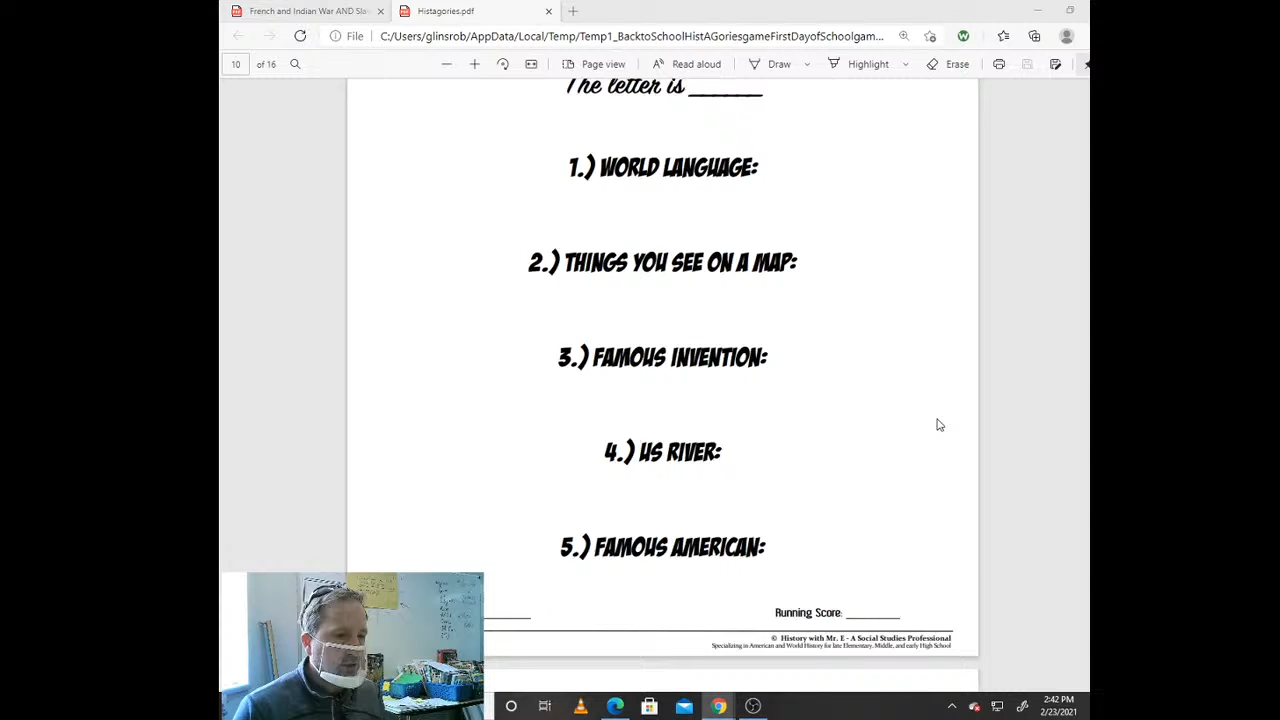 French and Indian War AND Sla
Histagories.pdf
File
C:/Users/glinsrob/AppData/Local/Temp/Temp1_BacktoSchoolHistAGoriesgameFirstDayofSchoolgam...
10 of 16
Page view
Read aloud
Draw
Highlight
Erase
The letter is ______
1.) WORLD LANGUAGE:
2.) THINGS YOU SEE ON A MAP:
3.) FAMOUS INVENTION:
4.) US RIVER:
5.) FAMOUS AMERICAN:
Running Score: ________
© History with Mr. E - A Social Studies Professional
Specializing in American and World History for late Elementary, Middle, and early High School
2:42 PM
2/23/2021